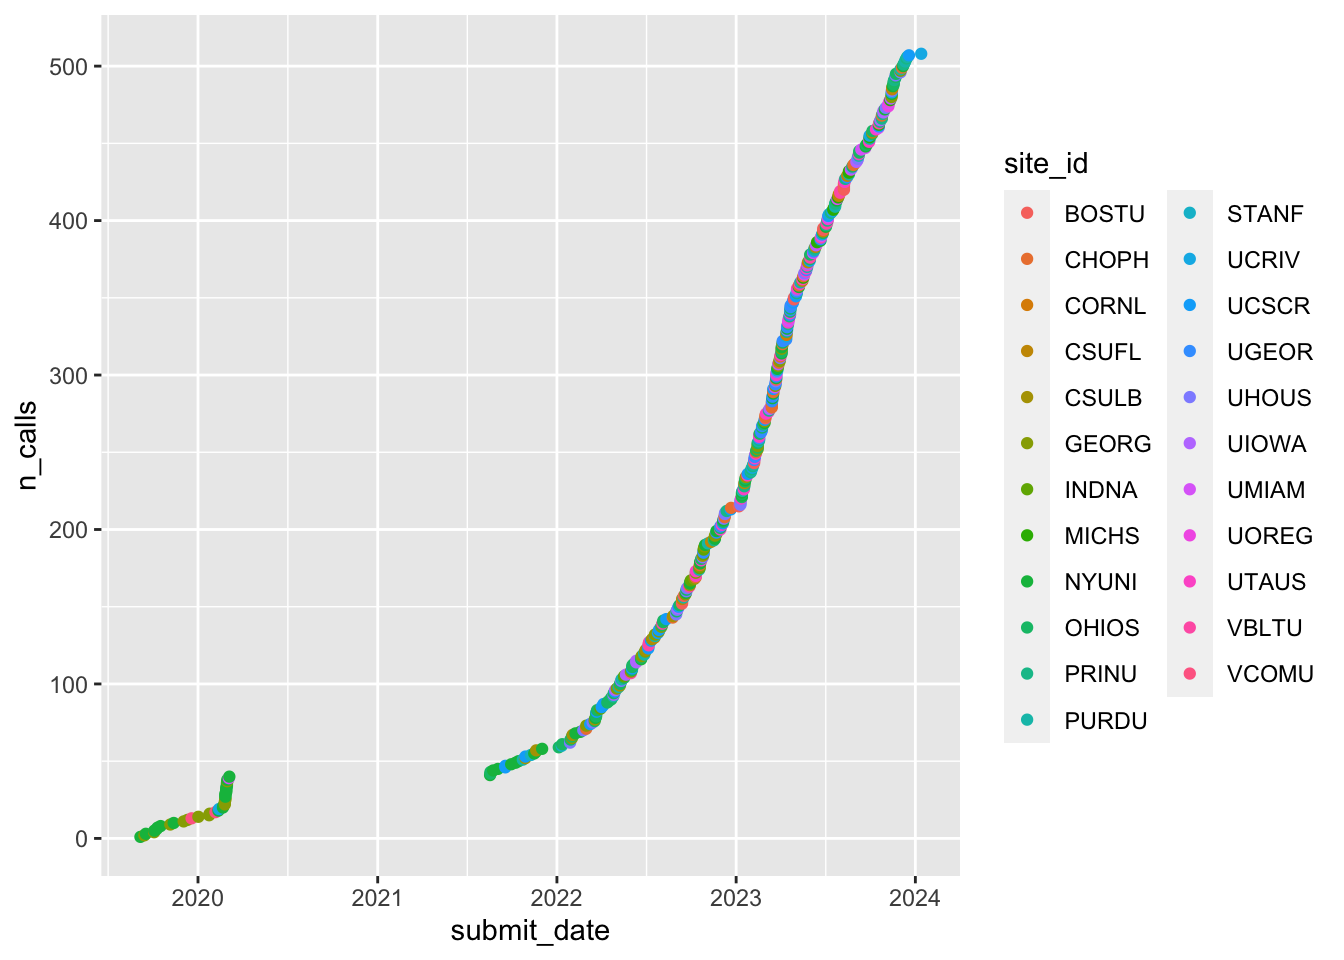 500
400
300
200
100
0
n_calls
2020 2021 2022 2023 2024
submit_date
site_id
BOSTU STANF
CHOPH UCRIV
CORNL UCSCR
CSUFL UGEOR
CSULB UHOUS
GEORG UIOWA
INDNA UMIAM
MICHS UOREG
NYUNI UTAUS
OHIOS VBLTU
PRINU VCOMU
PURDU